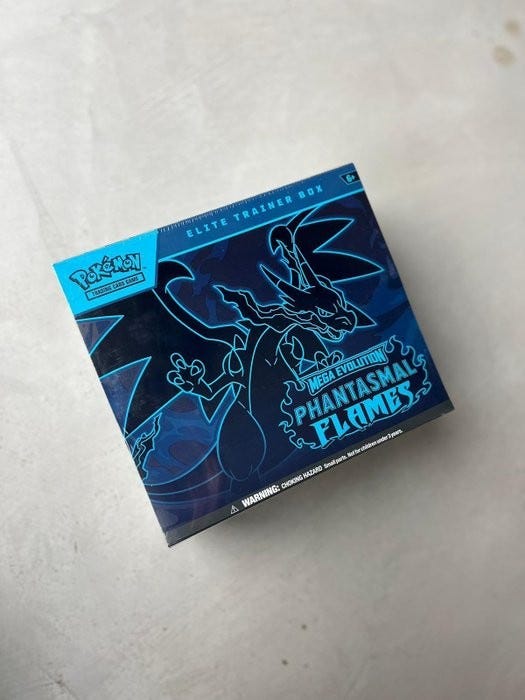 6+
ELITE TRAINER BOX
POKéMON
TRADING CARD GAME
MEGA EVOLUTION
PHANTASMAL
FLAMES
WARNING: CHOKING HAZARD Small parts. Not for children under 3 years.